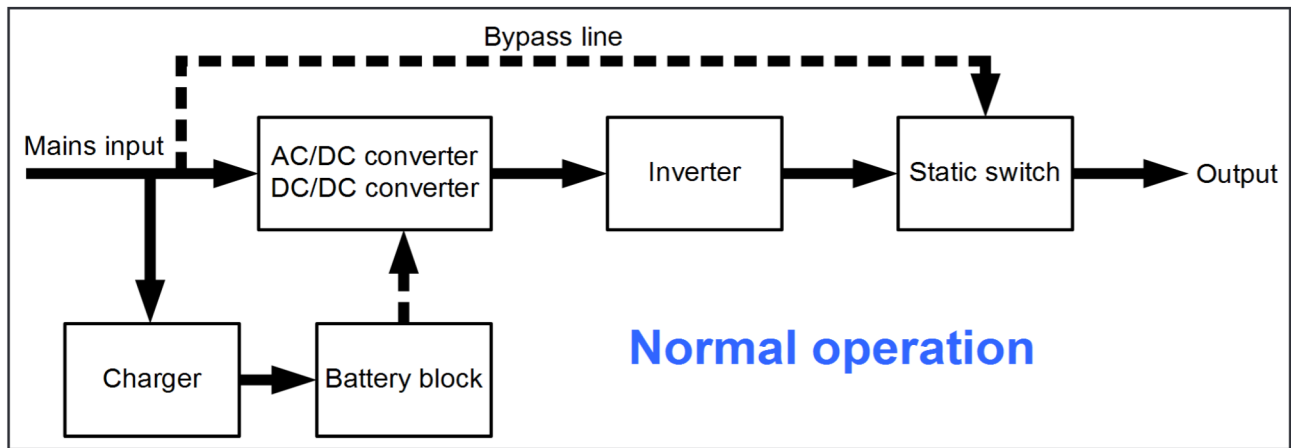 Bypass line
Mains input
AC/DC converter
DC/DC converter
Inverter
Static switch
Output
Charger
Battery block
Normal operation